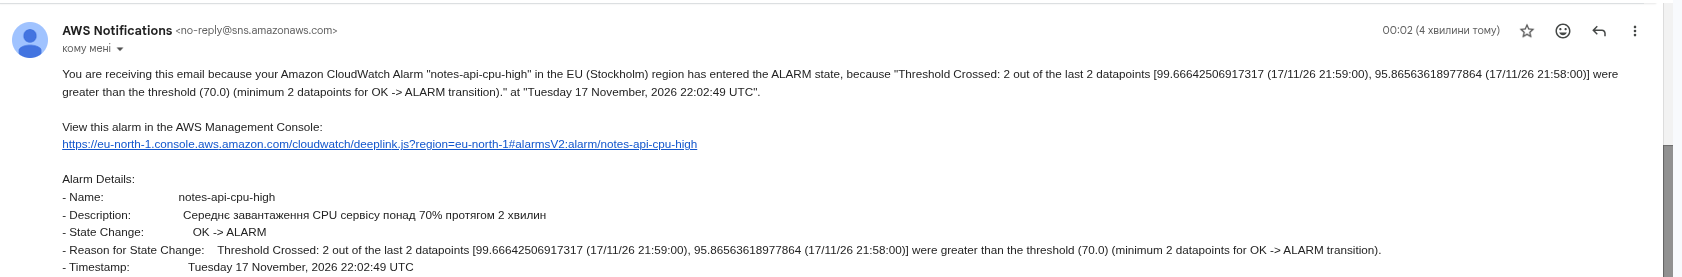 AWS Notifications <no-reply@sns.amazonaws.com> 00:02 (4 хвилини тому)
кому мені
You are receiving this email because your Amazon CloudWatch Alarm "notes-api-cpu-high" in the EU (Stockholm) region has entered the ALARM state, because "Threshold Crossed: 2 out of the last 2 datapoints [99.66642506917317 (17/11/26 21:59:00), 95.86563618977864 (17/11/26 21:58:00)] were
greater than the threshold (70.0) (minimum 2 datapoints for OK -> ALARM transition)." at "Tuesday 17 November, 2026 22:02:49 UTC".
View this alarm in the AWS Management Console:
https://eu-north-1.console.aws.amazon.com/cloudwatch/deeplink.js?region=eu-north-1#alarmsV2:alarm/notes-api-cpu-high
Alarm Details:
- Name: notes-api-cpu-high
- Description: Середнє завантаження CPU сервісу понад 70% протягом 2 хвилин
- State Change: OK -> ALARM
- Reason for State Change: Threshold Crossed: 2 out of the last 2 datapoints [99.66642506917317 (17/11/26 21:59:00), 95.86563618977864 (17/11/26 21:58:00)] were greater than the threshold (70.0) (minimum 2 datapoints for OK -> ALARM transition).
- Timestamp: Tuesday 17 November, 2026 22:02:49 UTC